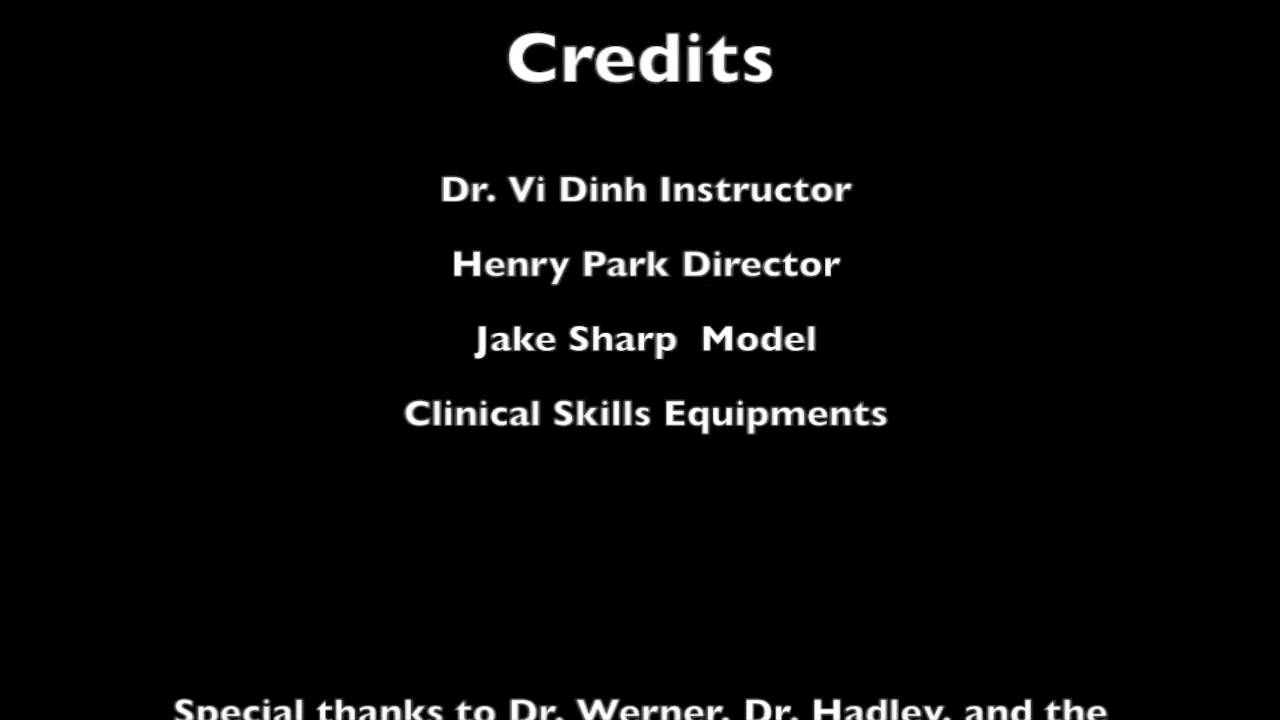 Credits
Dr. Vi Dinh Instructor
Henry Park Director
Jake Sharp  Model
Clinical Skills Equipments
Special thanks to Dr. Werner, Dr. Hadley, and the